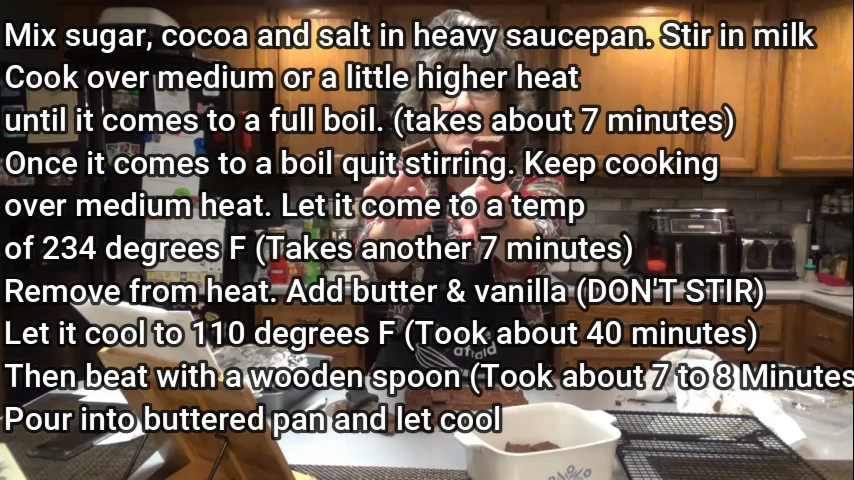 Mix sugar, cocoa and salt in heavy saucepan. Stir in milk
Cook over medium or a little higher heat
until it comes to a full boil. (takes about 7 minutes)
Once it comes to a boil quit stirring. Keep cooking
over medium heat. Let it come to a temp
of 234 degrees F (Takes another 7 minutes)
Remove from heat. Add butter & vanilla (DON'T STIR)
Let it cool to 110 degrees F (Took about 40 minutes)
Then beat with a wooden spoon (Took about 7 to 8 Minutes
Pour into buttered pan and let cool
afraid